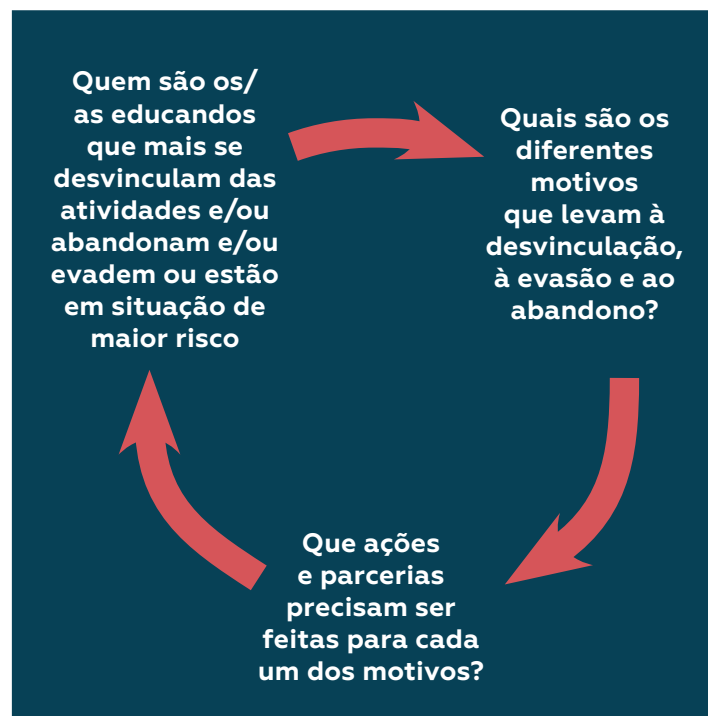 Quem são os/
as educandos
que mais se
desvinculam das
atividades e/ou
abandonam e/ou
evadem ou estão
em situação de
maior risco
Quais são os
diferentes
motivos
que levam à
desvinculação,
à evasão e ao
abandono?
Que ações
e parcerias
precisam ser
feitas para cada
um dos motivos?